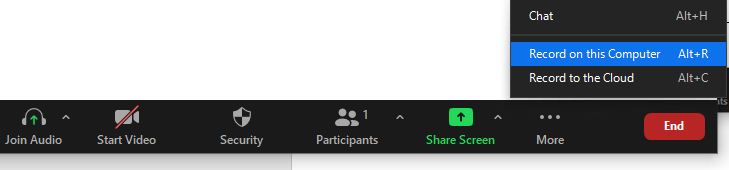 Chat Alt+H
Record on this Computer Alt+R
Record to the Cloud Alt+C
Join Audio
Start Video
Security
1
Participants
Share Screen
More
End